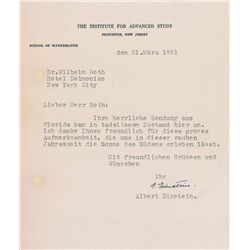 THE INSTITUTE FOR ADVANCED STUDY
PRINCETON, NEW JERSEY
SCHOOL OF MATHEMATICS
den 21.März 1951
Dr.Wilhelm Roth
Hotel Delmonico
New York City
Lieber Herr Roth:
Ihre herrliche Sendung aus
Florida kam in tadellosem Zustand hier an.
Ich danke Ihnen freundlich für diese grosse
Aufmerksamkeit, die uns in dieser rauhen
Jahreszeit die Sonne des Südens erleben lässt.
Mit freundlichen Grüssen und
Wünschen
Ihr
A. Einstein.
Albert Einstein.